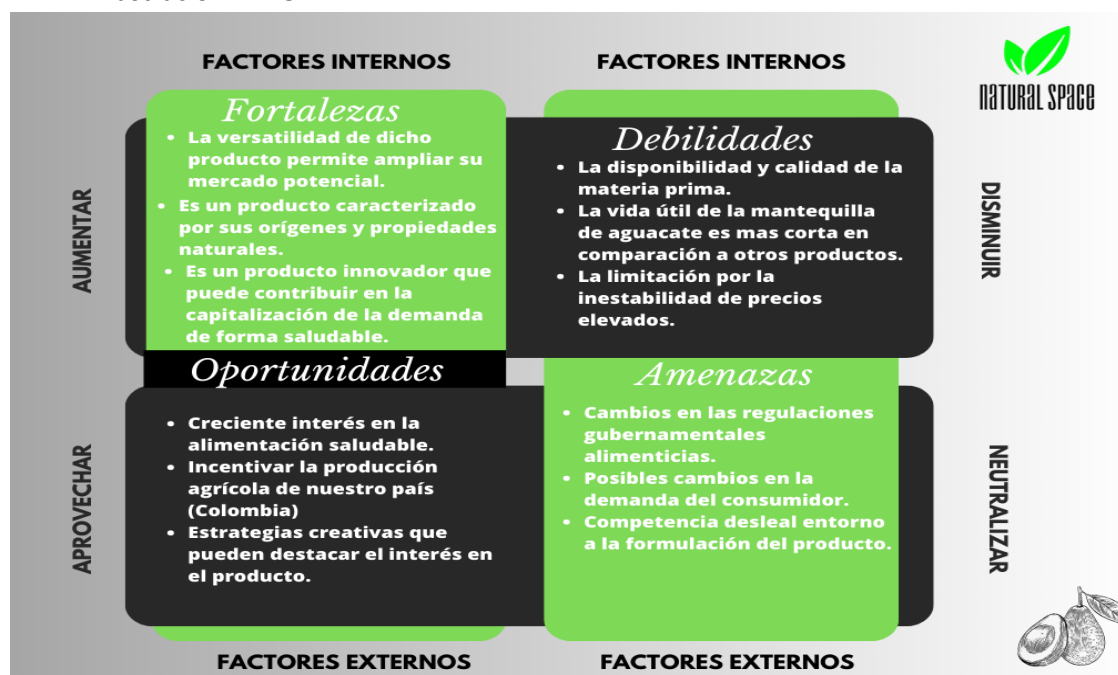 FACTORES INTERNOS
FACTORES INTERNOS
NATURAL SPACE
Fortalezas
• La versatilidad de dicho
producto permite ampliar su
mercado potencial.
• Es un producto caracterizado
por sus orígenes y propiedades
naturales.
• Es un producto innovador que
puede contribuir en la
capitalización de la demanda
de forma saludable.
Debilidades
• La disponibilidad y calidad de la
materia prima.
• La vida útil de la mantequilla
de aguacate es mas corta en
comparación a otros productos.
• La limitación por la
inestabilidad de precios
elevados.
AUMENTAR
DISMINUIR
Oportunidades
• Creciente interés en la
alimentación saludable.
• Incentivar la producción
agrícola de nuestro país
(Colombia)
• Estrategias creativas que
pueden destacar el interés en
el producto.
Amenazas
• Cambios en las regulaciones
gubernamentales
alimenticias.
• Posibles cambios en la
demanda del consumidor.
• Competencia desleal entorno
a la formulación del producto.
APROVECHAR
NEUTRALIZAR
FACTORES EXTERNOS
FACTORES EXTERNOS